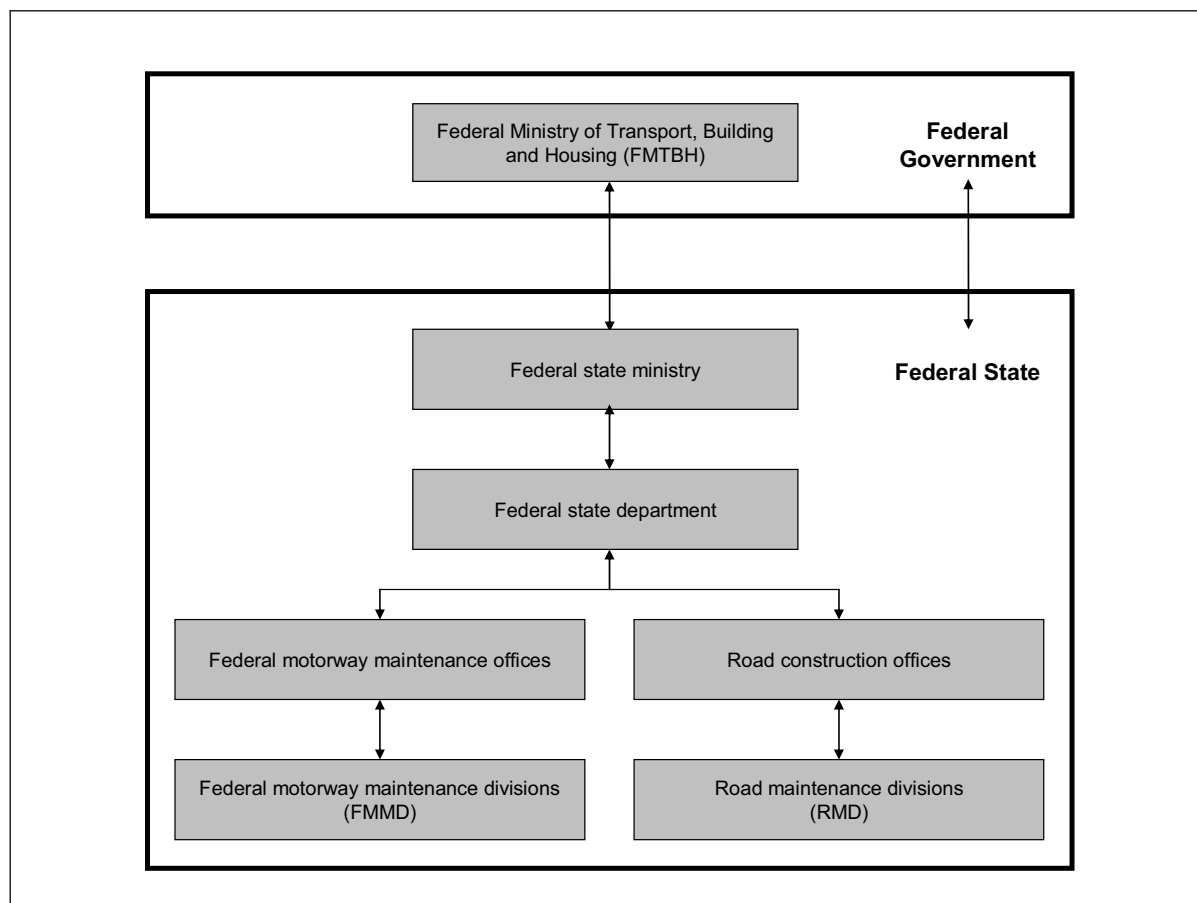 Federal Ministry of Transport, Building
and Housing (FMTBH)
Federal
Government
Federal state ministry
Federal State
Federal state department
Federal motorway maintenance offices
Road construction offices
Federal motorway maintenance divisions
(FMMD)
Road maintenance divisions
(RMD)